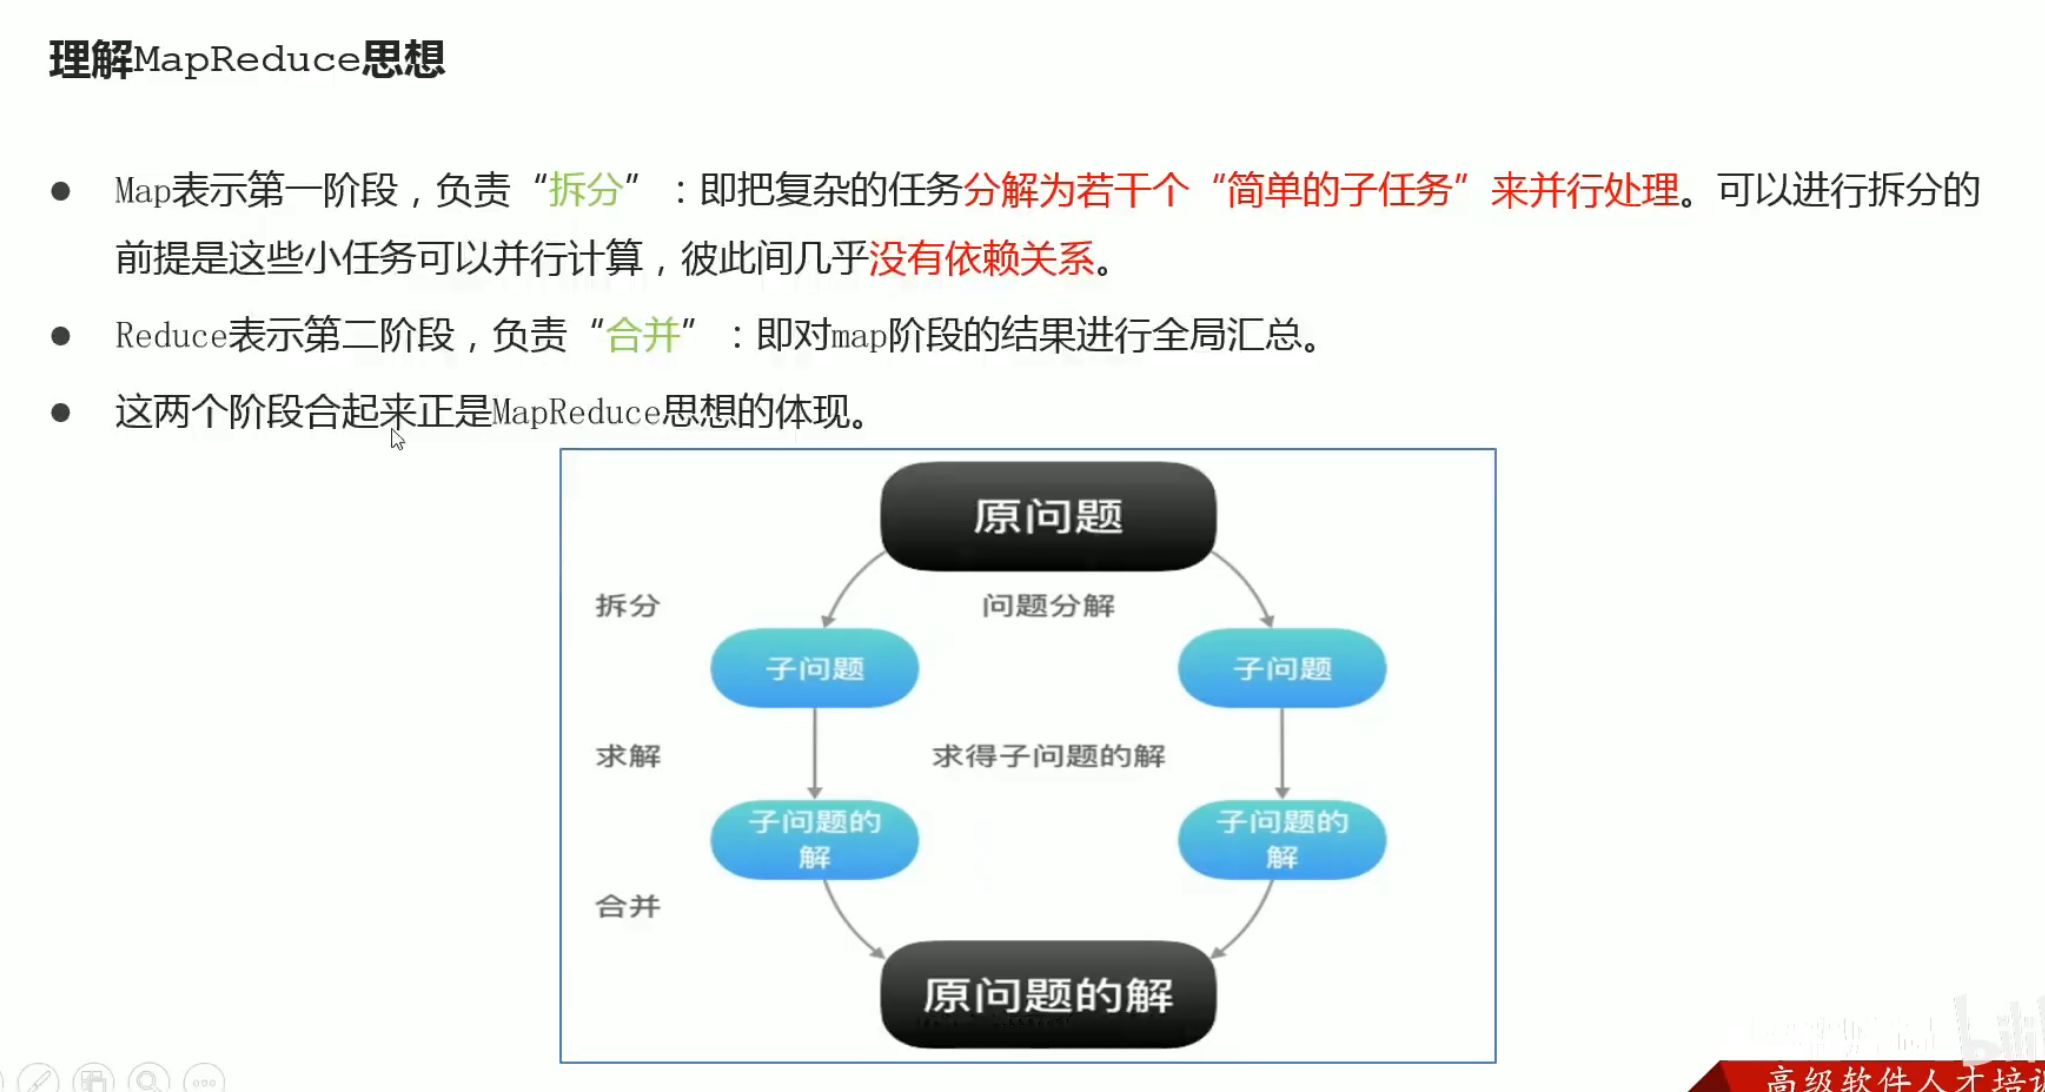 理解MapReduce思想
● Map表示第一阶段，负责“拆分”：即把复杂的任务分解为若干个“简单的子任务”来并行处理。可以进行拆分的
前提是这些小任务可以并行计算，彼此间几乎没有依赖关系。
● Reduce表示第二阶段，负责“合并”：即对map阶段的结果进行全局汇总。
● 这两个阶段合起来正是MapReduce思想的体现。
原问题
拆分 问题分解
子问题 子问题
求解 求得子问题的解
子问题的 子问题的
解 解
合并
原问题的解
bili
高级软件人才培训